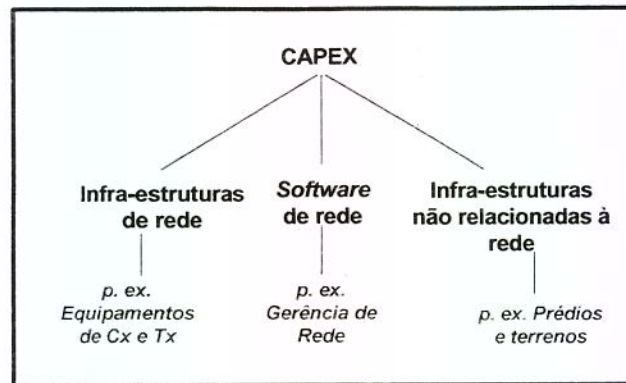 CAPEX
Infra-estruturas
de rede
Software
de rede
Infra-estruturas
não relacionadas à
rede
p. ex.
Equipamentos
de Cx e Tx
p. ex.
Gerência de
Rede
p. ex. Prédios
e terrenos